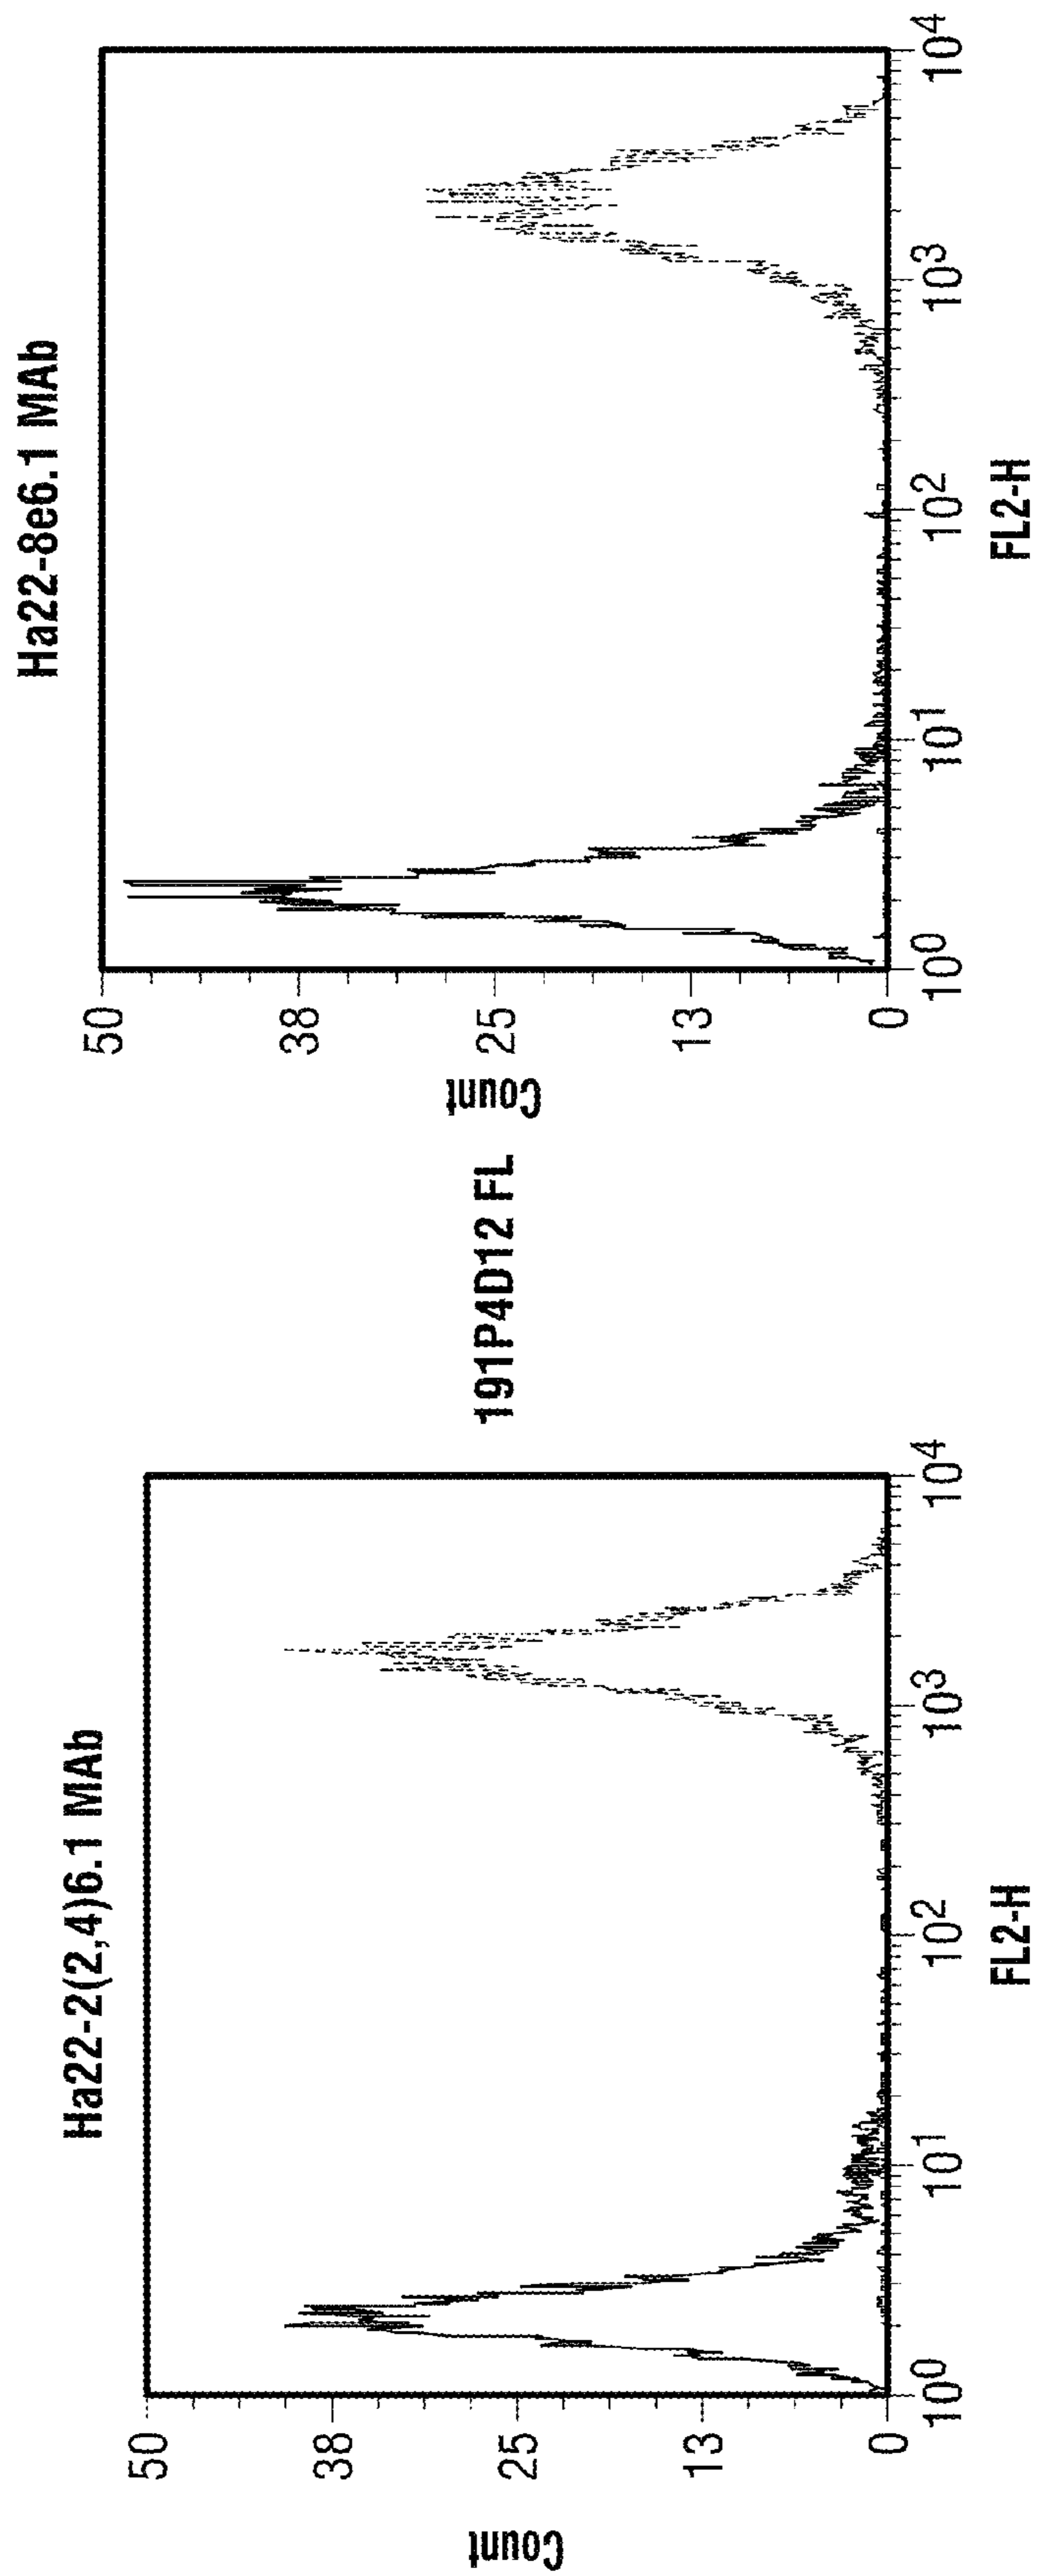 Ha22-2(2,4)6.1 MAb
Count
50
38
25
13
0
10⁰
10¹
10²
10³
10⁴
FL2-H
191P4D12 FL
Ha22-8e6.1 MAb
Count
50
38
25
13
0
10⁰
10¹
10²
10³
10⁴
FL2-H